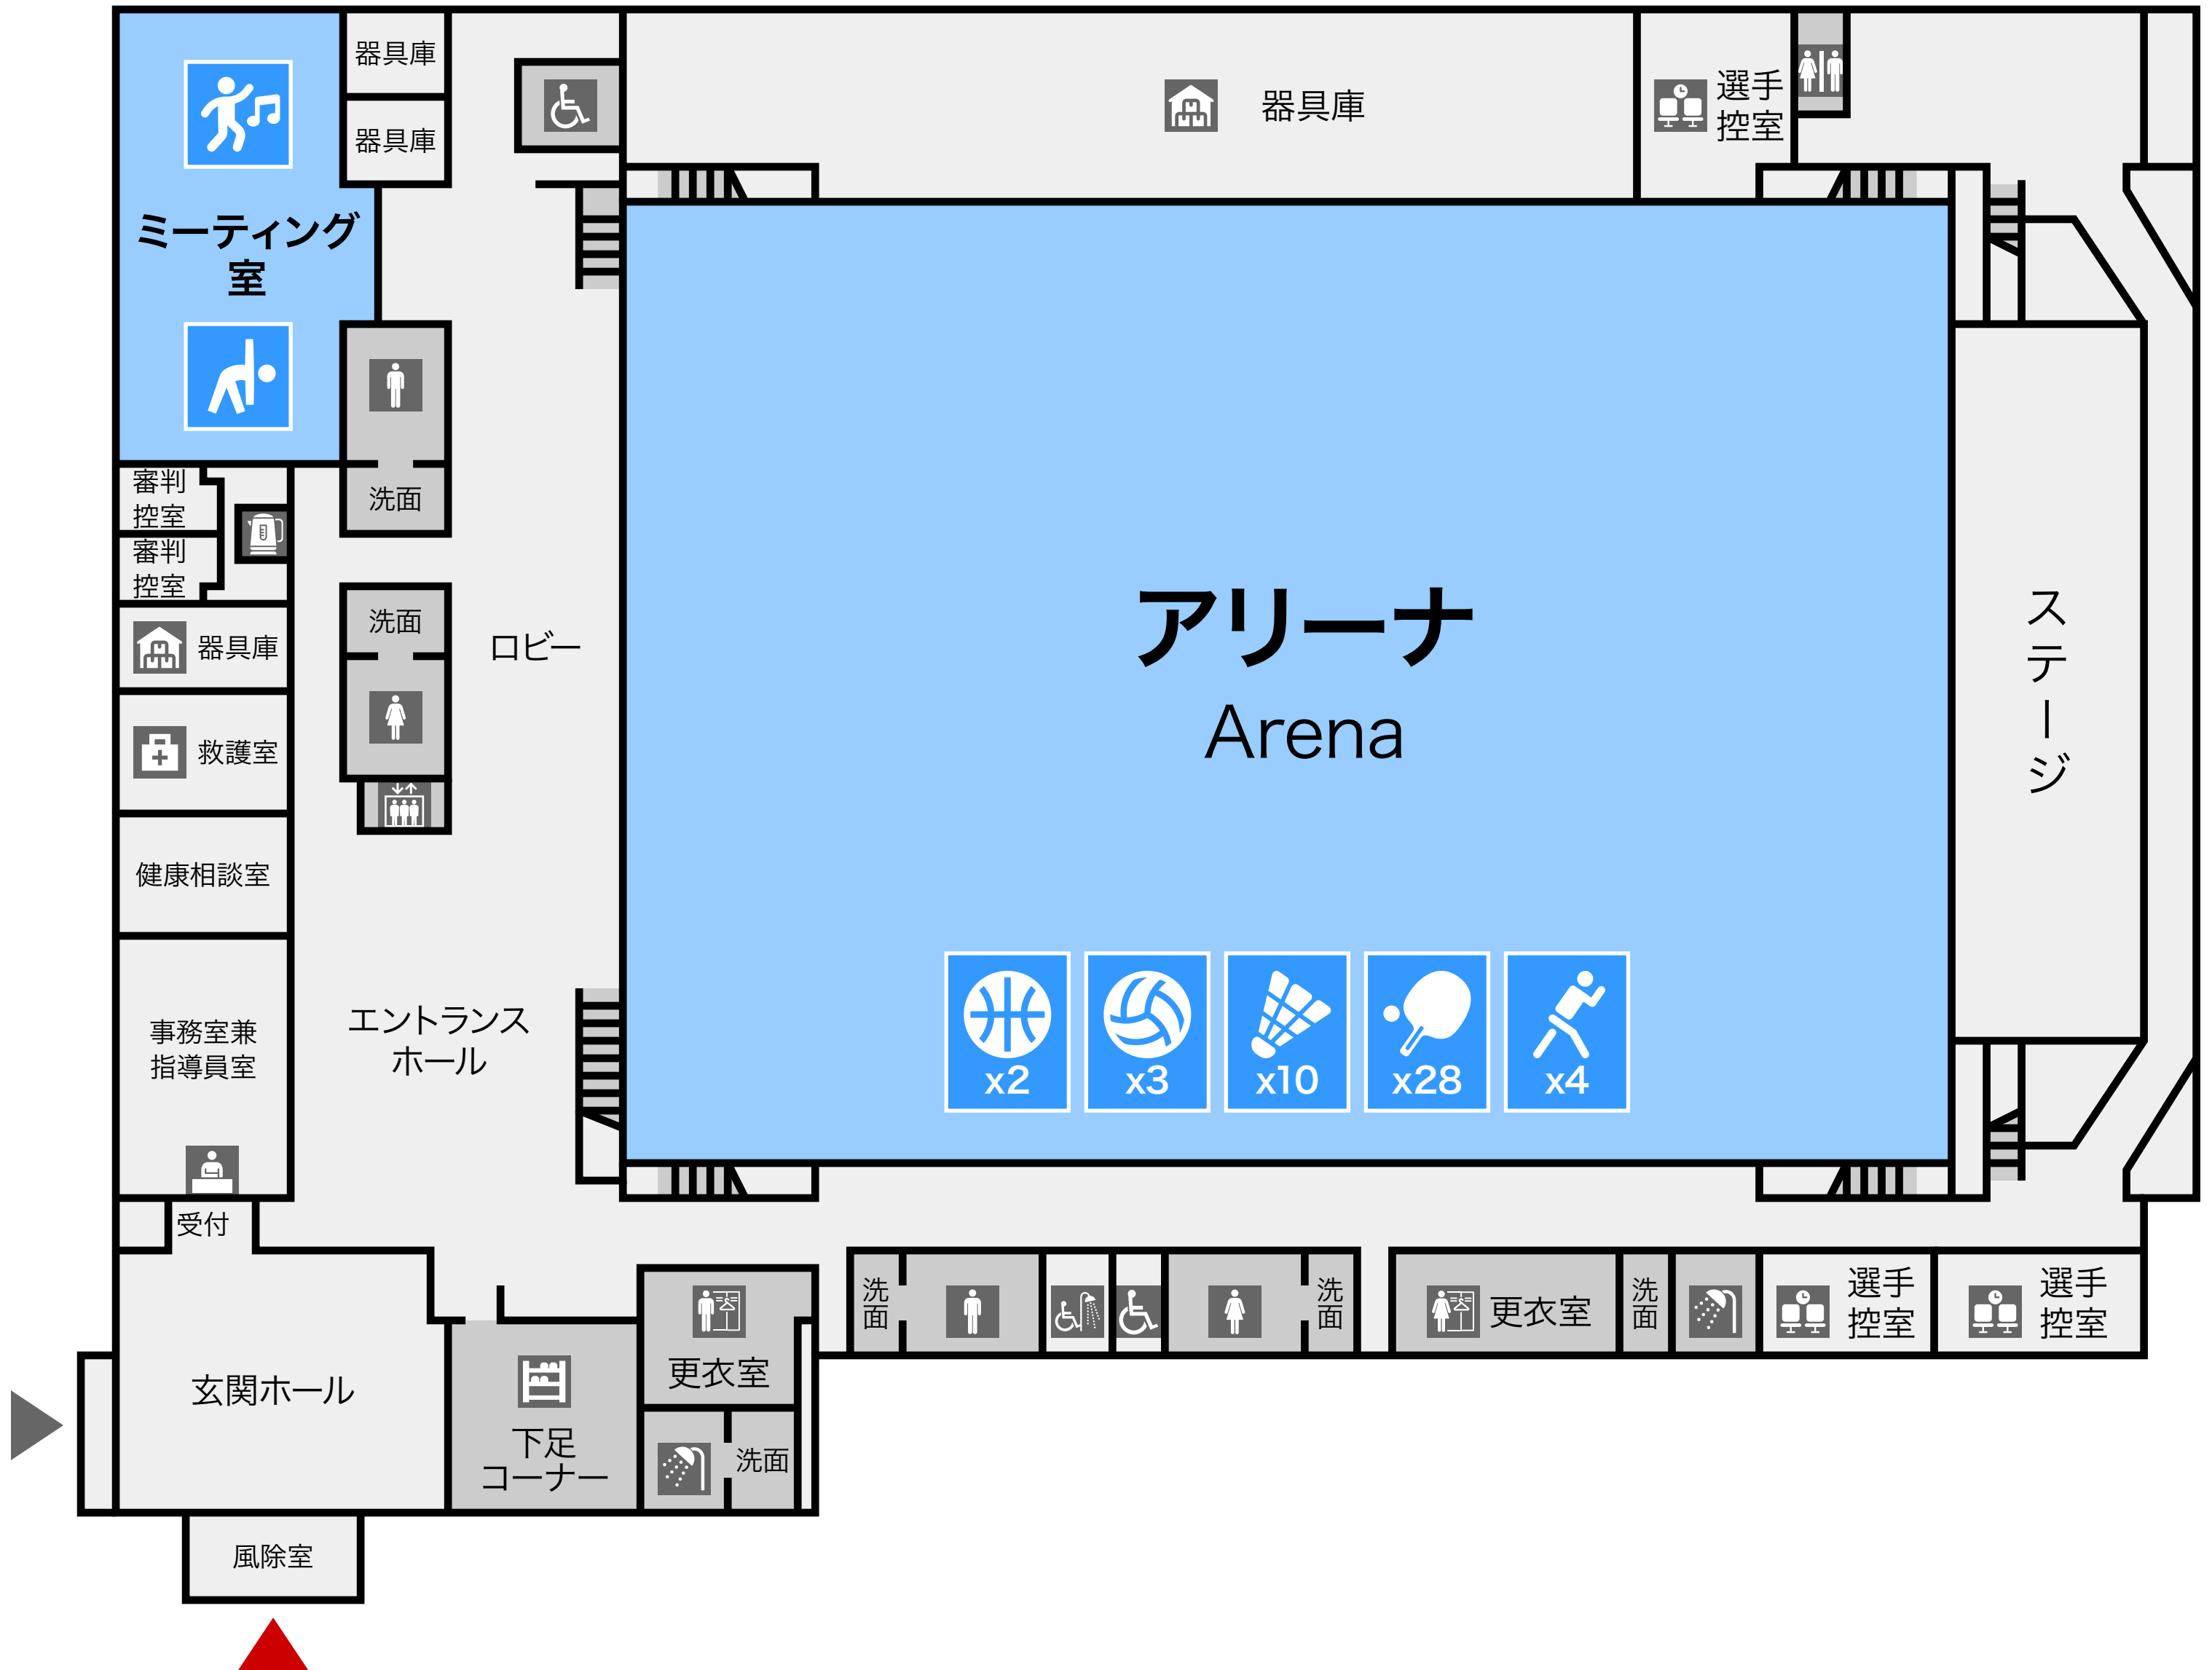 器具庫
器具庫
器具庫
選手
控室
ミーティング
室
審判
控室
審判
控室
洗面
洗面
器具庫
ロビー
救護室
健康相談室
事務室兼
指導員室
エントランス
ホール
アリーナ
Arena
ステージ
x2
x3
x10
x28
x4
受付
玄関ホール
下足
コーナー
更衣室
洗面
洗面
洗面
更衣室
洗面
選手
控室
選手
控室
風除室